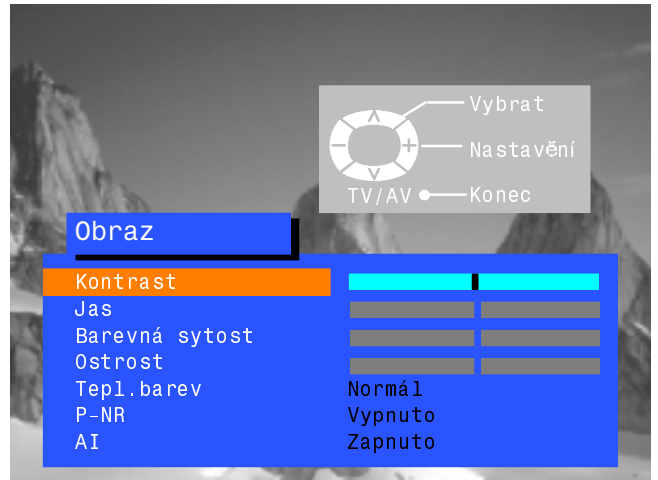 Vybrat
Nastavění
TV/AV Konec
Obraz
Kontrast
Jas
Barevná sytost
Ostrost
Tepl.barev Normál
P-NR Vypnuto
AI Zapnuto